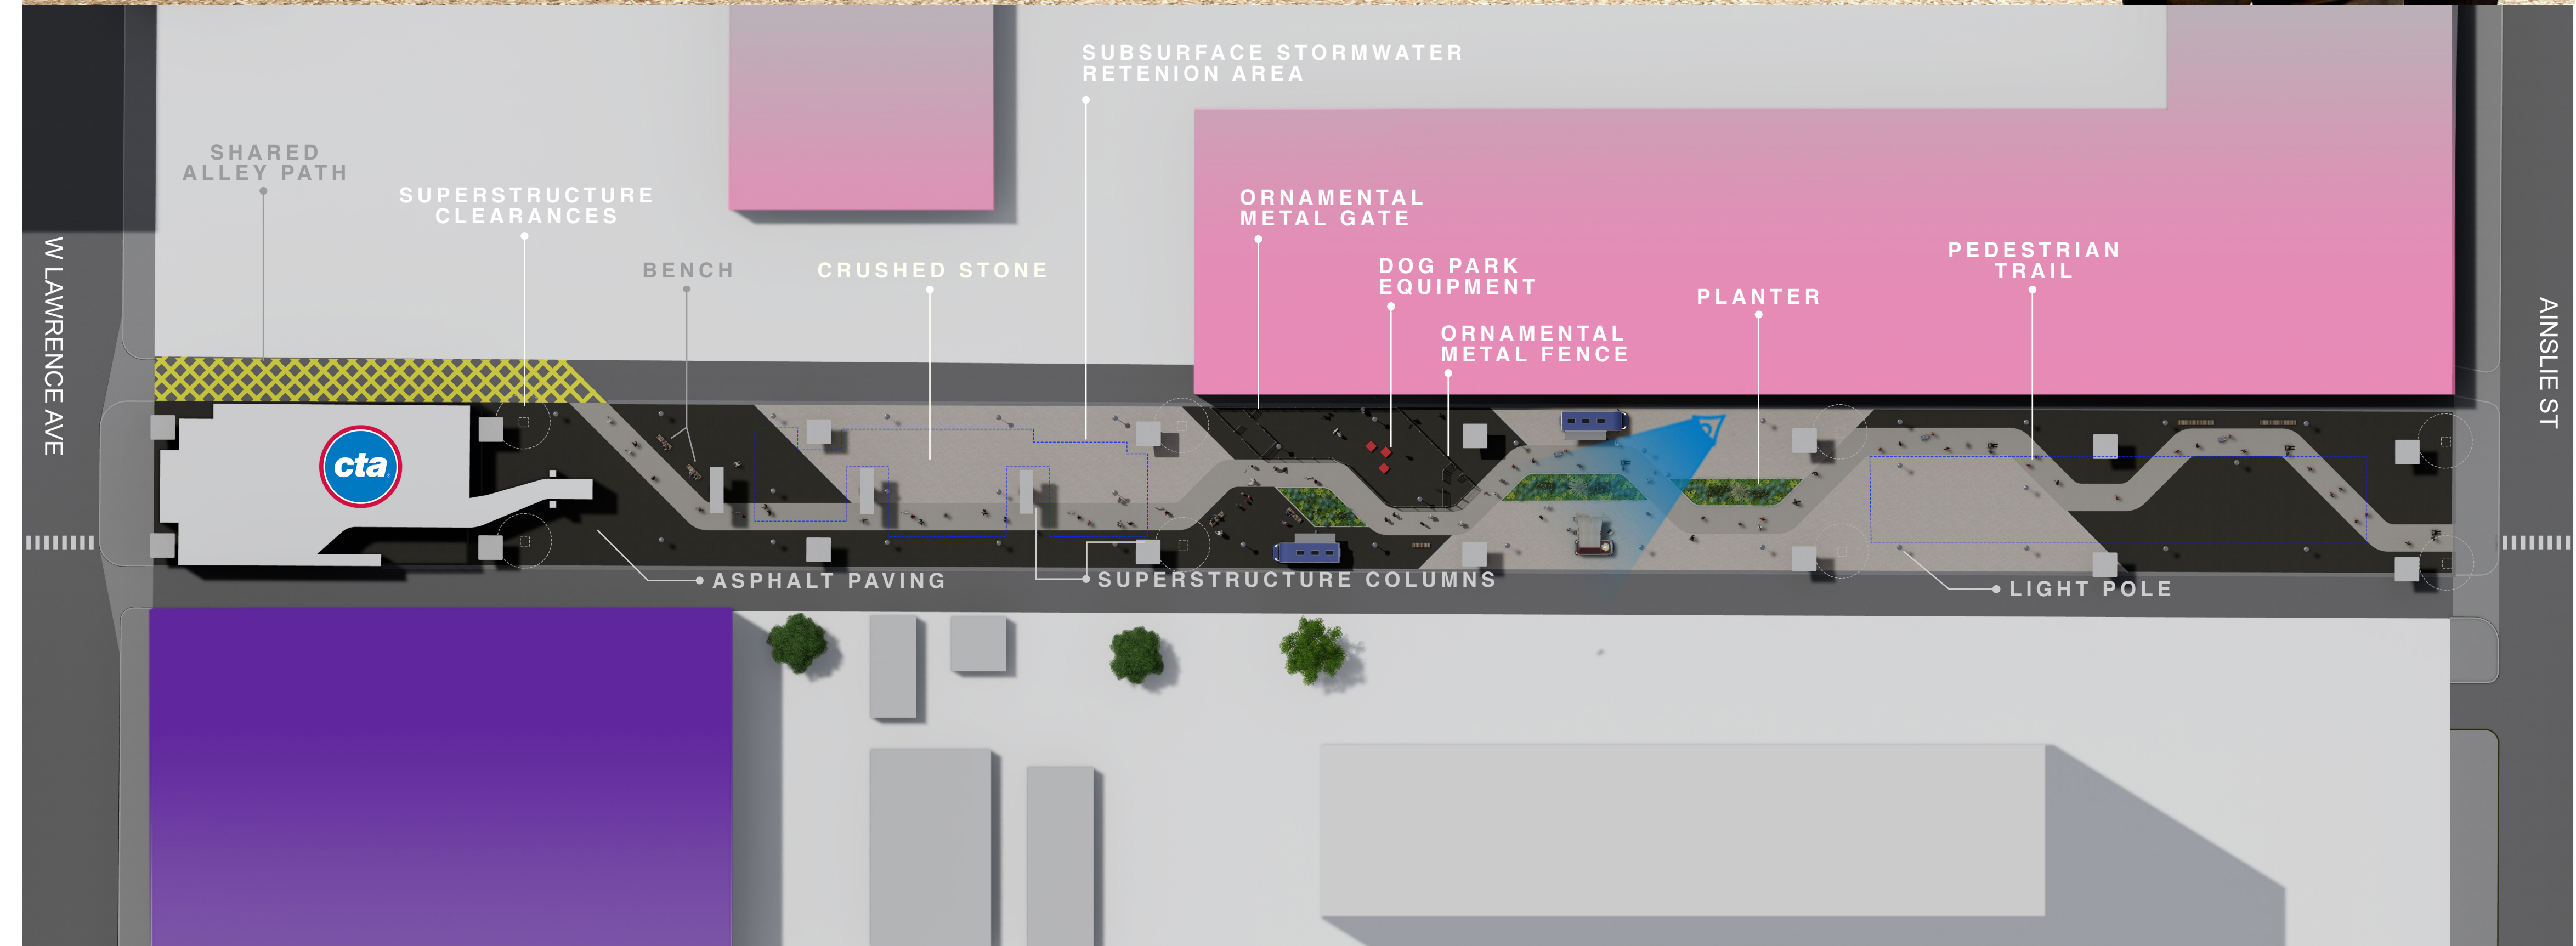 SUBSURFACE STORMWATER
RETENION AREA
SHARED
ALLEY PATH
SUPERSTRUCTURE
CLEARANCES
BENCH
CRUSHED STONE
ORNAMENTAL
METAL GATE
DOG PARK
EQUIPMENT
ORNAMENTAL
METAL FENCE
PLANTER
PEDESTRIAN
TRAIL
W LAWRENCE AVE
AINSLIE ST
cta
ASPHALT PAVING
SUPERSTRUCTURE COLUMNS
LIGHT POLE